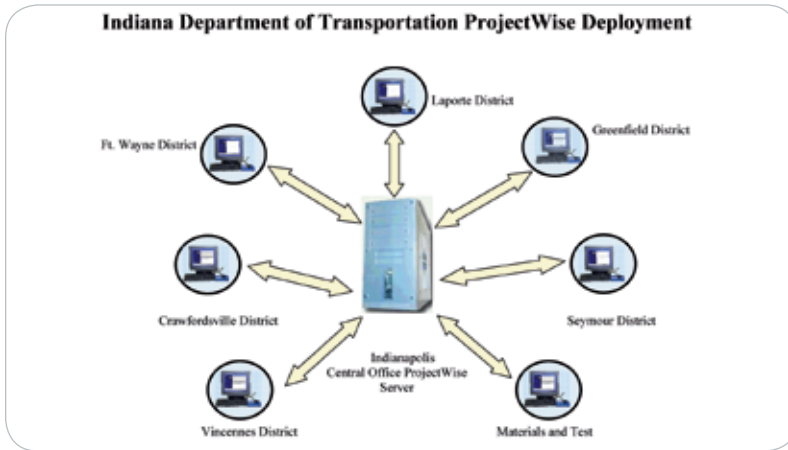 Indiana Department of Transportation ProjectWise Deployment
Laporte District
Greenfield District
Ft. Wayne District
Crawfordsville District
Seymour District
Indianapolis
Central Office ProjectWise
Server
Vincennes District
Materials and Test